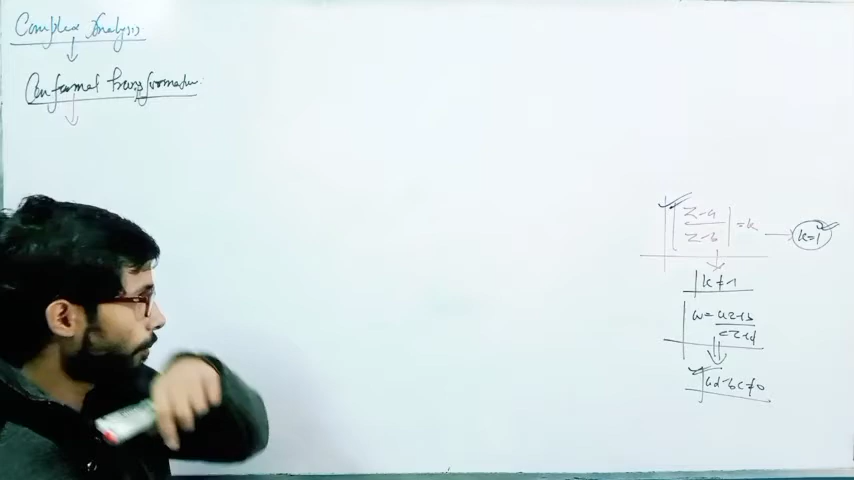 Complex Analysis
Conformal transformation
|z-a/z-b| = k → k=1
k≠1
w = az+b/cz+d
ad-bc≠0